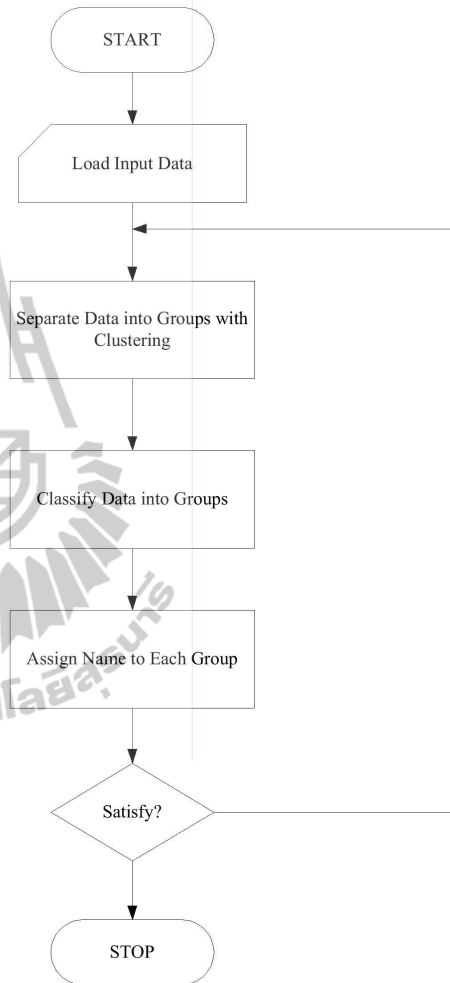 START
Load Input Data
Separate Data into Groups with
Clustering
Classify Data into Groups
Assign Name to Each Group
Satisfy?
STOP